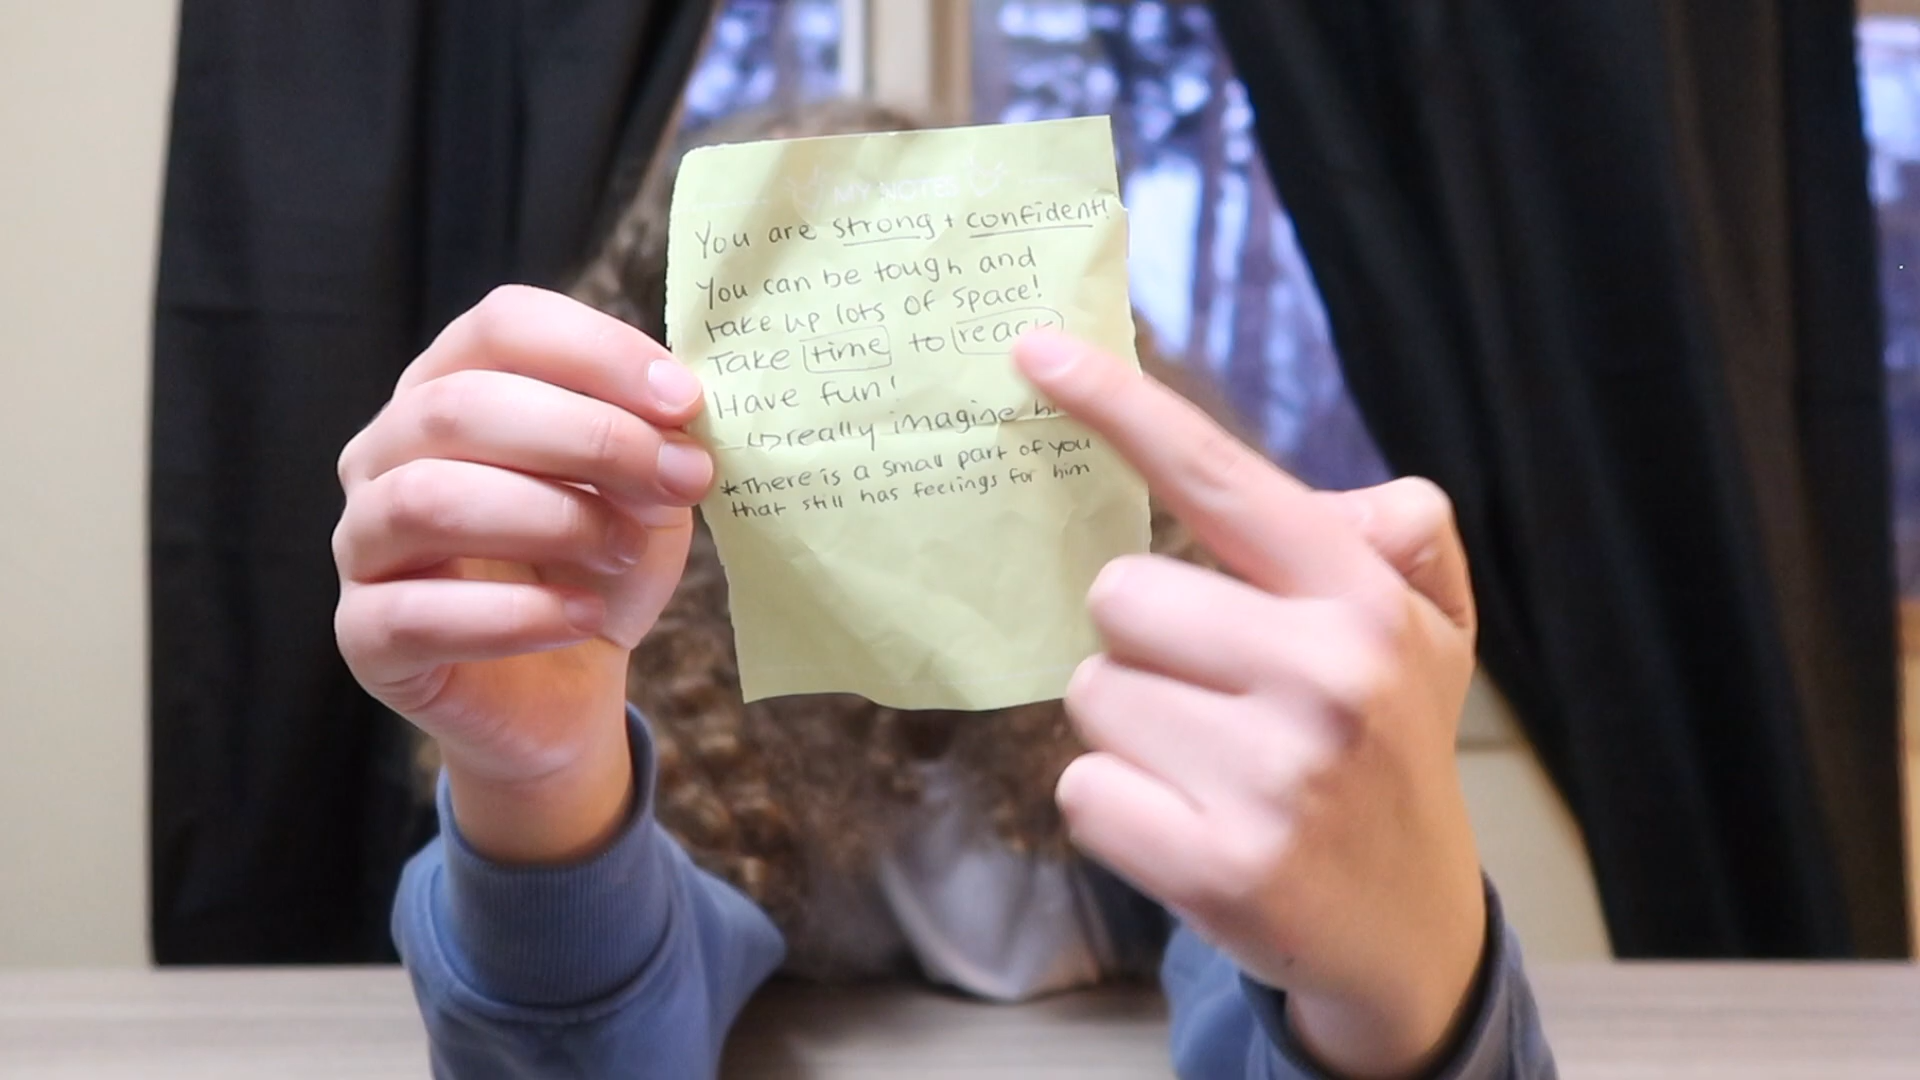 MY NOTES
You are strong + confident!
You can be tough and
take up lots of space!
Take time to react
Have fun!
↳ really imagine
*There is a small part of you
that still has feelings for him